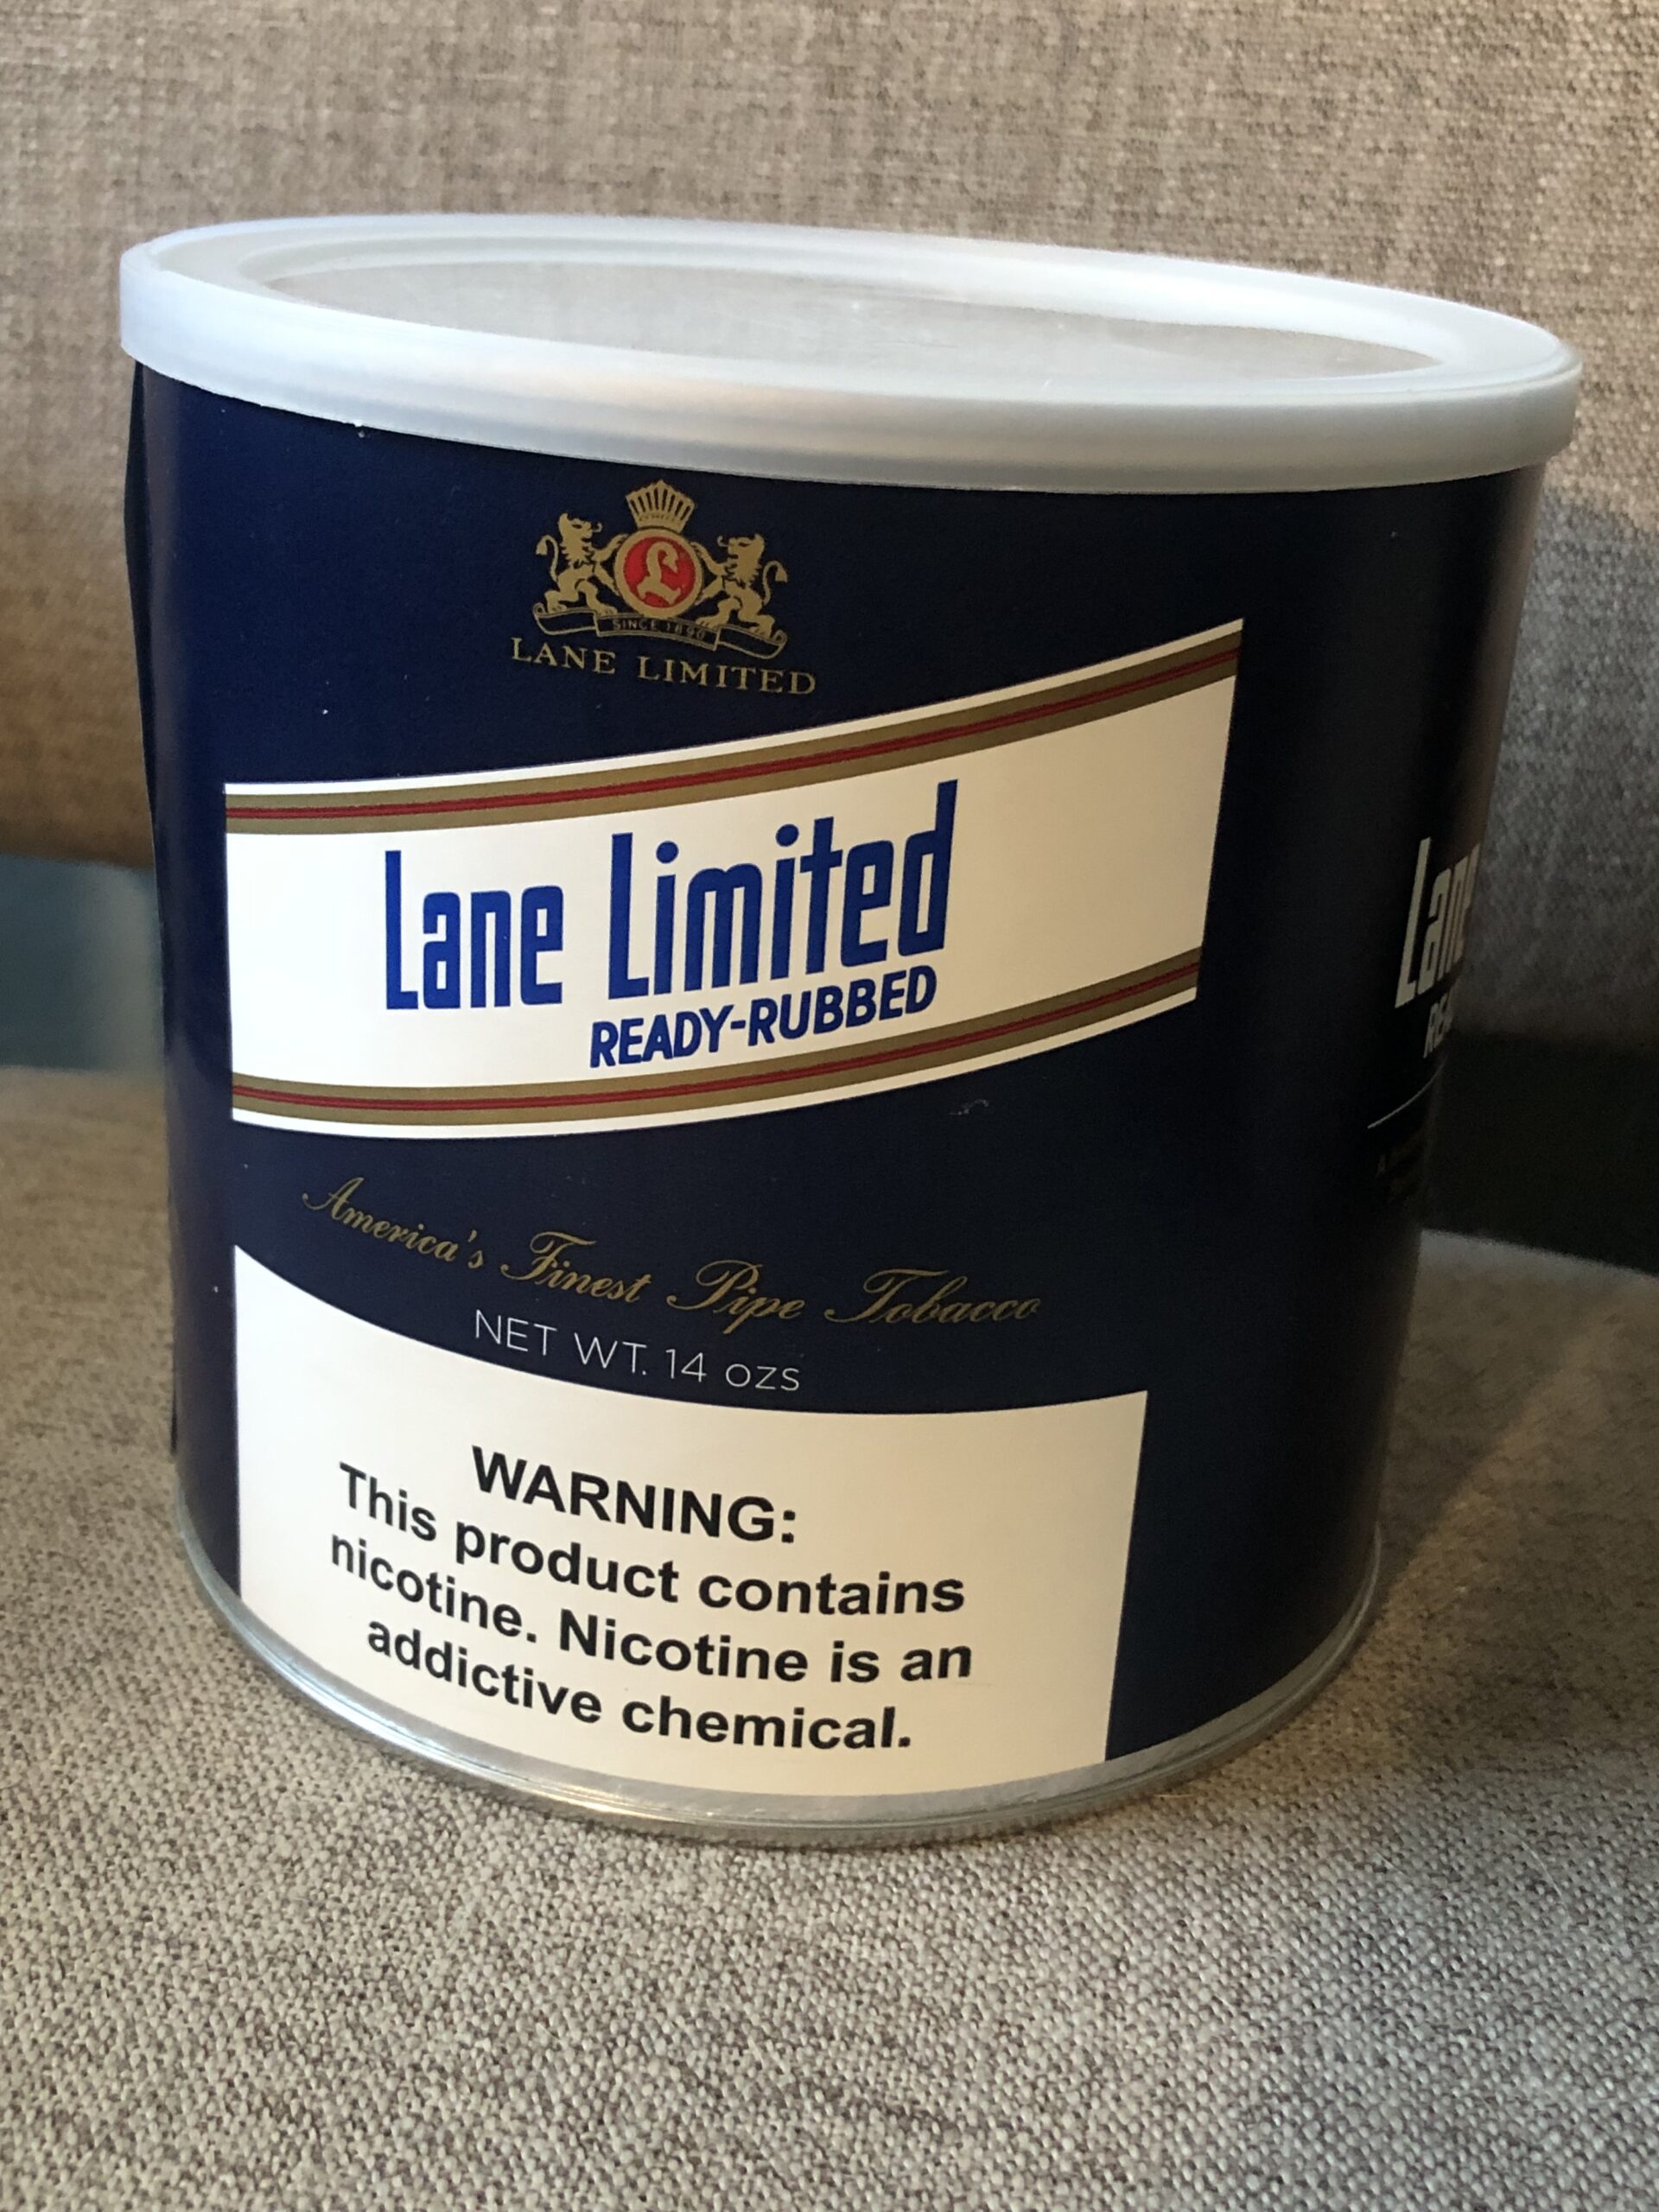 £
SINCE 1890
LANE LIMITED
Lane Limited
READY-RUBBED
America's Finest Pipe Tobacco
NET WT. 14 OZS
WARNING:
This product contains
nicotine. Nicotine is an
addictive chemical.